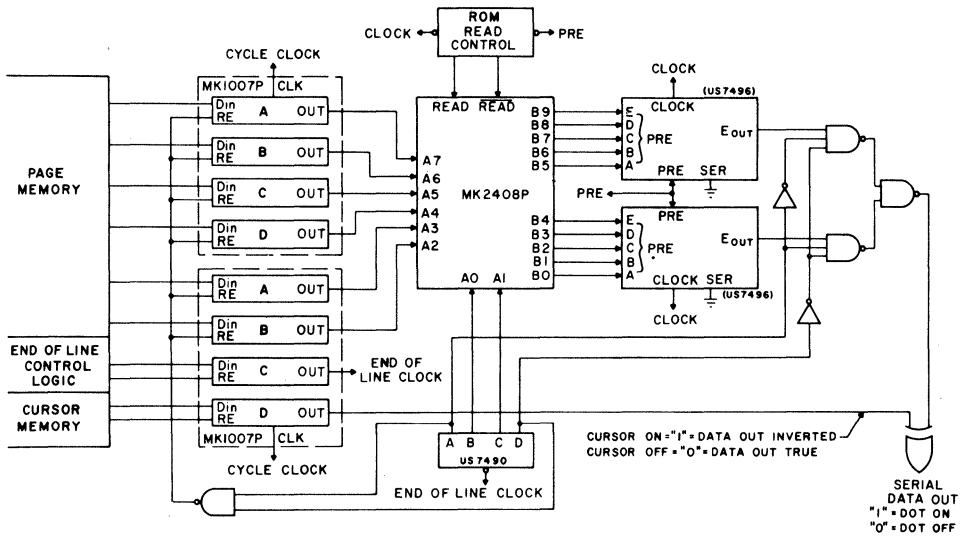 ROM
READ
CONTROL
CLOCK
PRE
CYCLE CLOCK
MK1007P CLK
Din
RE
A
OUT
Din
RE
B
OUT
Din
RE
C
OUT
Din
RE
D
OUT
PAGE
MEMORY
Din
RE
A
OUT
Din
RE
B
OUT
END OF LINE
CONTROL
LOGIC
Din
RE
C
OUT
END OF
LINE CLOCK
CURSOR
MEMORY
Din
RE
D
OUT
MK1007P CLK
CYCLE CLOCK
READ READ
A7
A6
A5
A4
A3
A2
MK2408P
A0 A1
B9
B8
B7
B6
B5
B4
B3
B2
B1
B0
CLOCK
(US7496)
CLOCK
E
D
C
B
A
PRE
E OUT
PRE SER
PRE
PRE
E
D
C
B
A
PRE
E OUT
CLOCK SER
(US7496)
CLOCK
A B C D
US7490
END OF LINE CLOCK
CURSOR ON="1"=DATA OUT INVERTED
CURSOR OFF="0"=DATA OUT TRUE
SERIAL
DATA OUT
"1"=DOT ON
"0"=DOT OFF